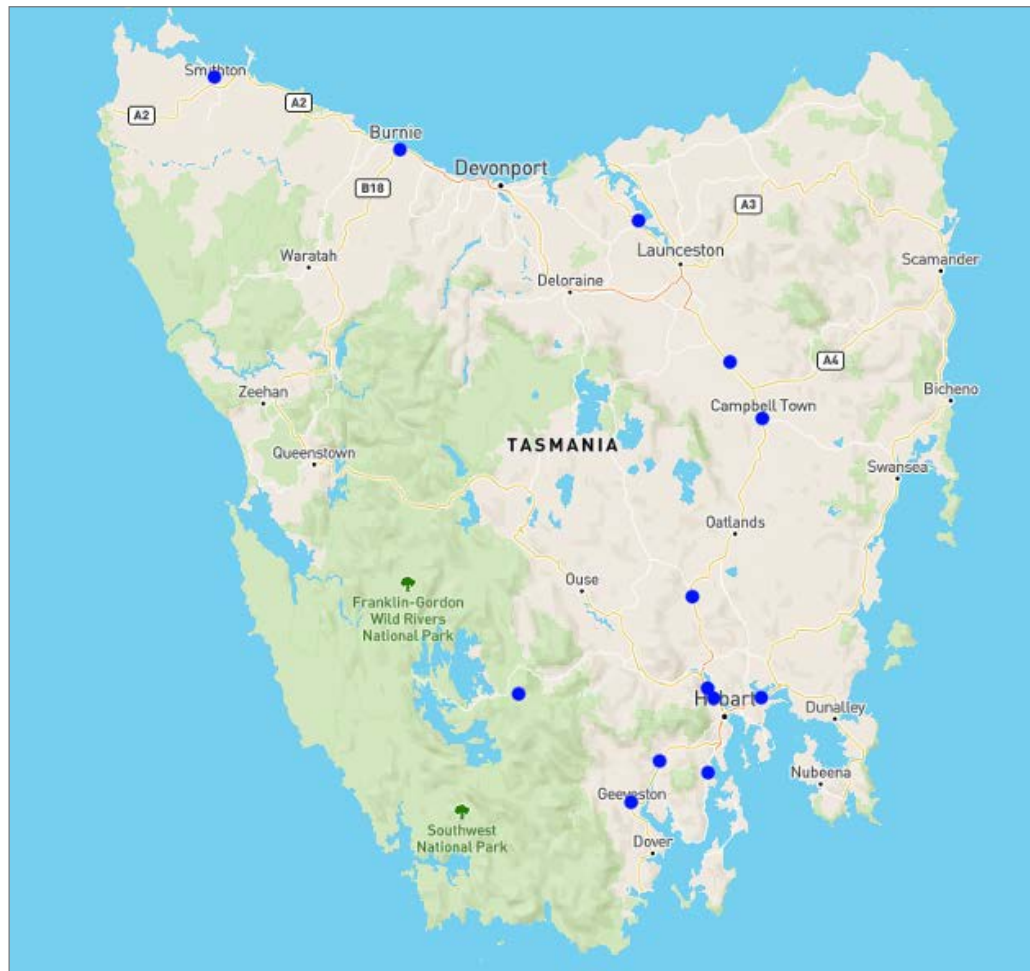 Smithton
A2
A2
Burnie
Devonport
B18
A3
Launceston
Waratah
Scamander
Deloraine
A4
Zeehan
Bicheno
Campbell Town
TASMANIA
Queenstown
Swansea
Oatlands
Ouse
Franklin-Gordon
Wild Rivers
National Park
Hobart
Dunalley
Nubeena
Geeveston
Southwest
National Park
Dover